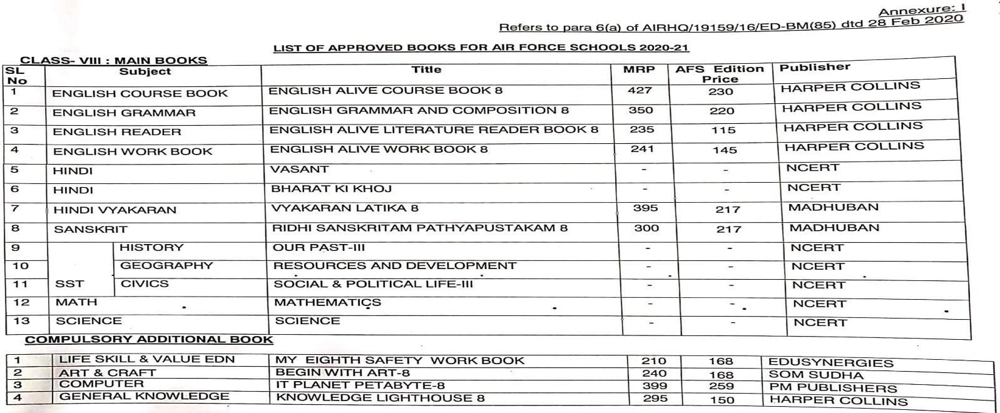 Annexure: I
Refers to para 6(a) of AIRHQ/19159/16/ED-BM(85) dtd 28 Feb 2020
LIST OF APPROVED BOOKS FOR AIR FORCE SCHOOLS 2020-21
CLASS- VIII : MAIN BOOKS
SL No Subject Title MRP AFS Edition Price Publisher
1 ENGLISH COURSE BOOK ENGLISH ALIVE COURSE BOOK 8 427 230 HARPER COLLINS
2 ENGLISH GRAMMAR ENGLISH GRAMMAR AND COMPOSITION 8 350 220 HARPER COLLINS
3 ENGLISH READER ENGLISH ALIVE LITERATURE READER BOOK 8 235 115 HARPER COLLINS
4 ENGLISH WORK BOOK ENGLISH ALIVE WORK BOOK 8 241 145 HARPER COLLINS
5 HINDI VASANT - - NCERT
6 HINDI BHARAT KI KHOJ - - NCERT
7 HINDI VYAKARAN VYAKARAN LATIKA 8 395 217 MADHUBAN
8 SANSKRIT RIDHI SANSKRITAM PATHYAPUSTAKAM 8 300 217 MADHUBAN
9 HISTORY OUR PAST-III - - NCERT
10 GEOGRAPHY RESOURCES AND DEVELOPMENT - - NCERT
11 SST CIVICS SOCIAL & POLITICAL LIFE-III - - NCERT
12 MATH MATHEMATICS - - NCERT
13 SCIENCE SCIENCE - - NCERT
COMPULSORY ADDITIONAL BOOK
1 LIFE SKILL & VALUE EDN MY EIGHTH SAFETY WORK BOOK 210 168 EDUSYNERGIES
2 ART & CRAFT BEGIN WITH ART-8 240 168 SOM SUDHA
3 COMPUTER IT PLANET PETABYTE-8 399 259 PM PUBLISHERS
4 GENERAL KNOWLEDGE KNOWLEDGE LIGHTHOUSE 8 295 150 HARPER COLLINS